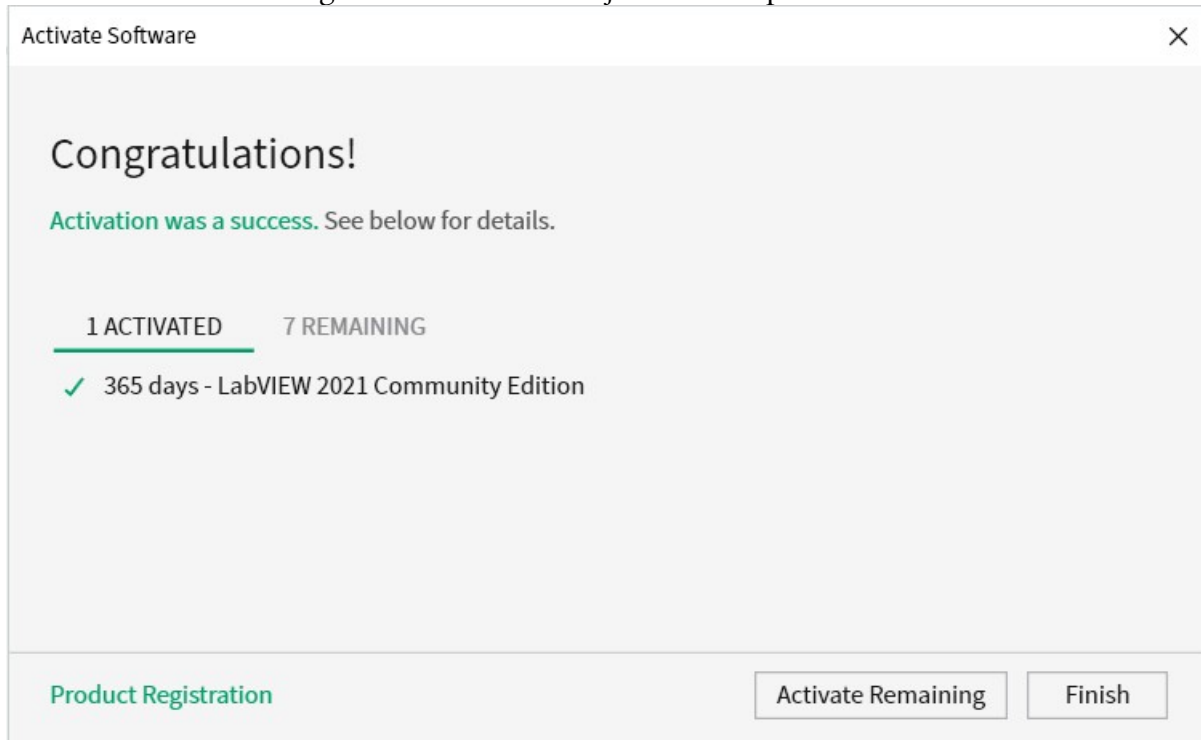 Activate Software
Congratulations!
Activation was a success. See below for details.
1 ACTIVATED 7 REMAINING
365 days - LabVIEW 2021 Community Edition
Product Registration Activate Remaining Finish